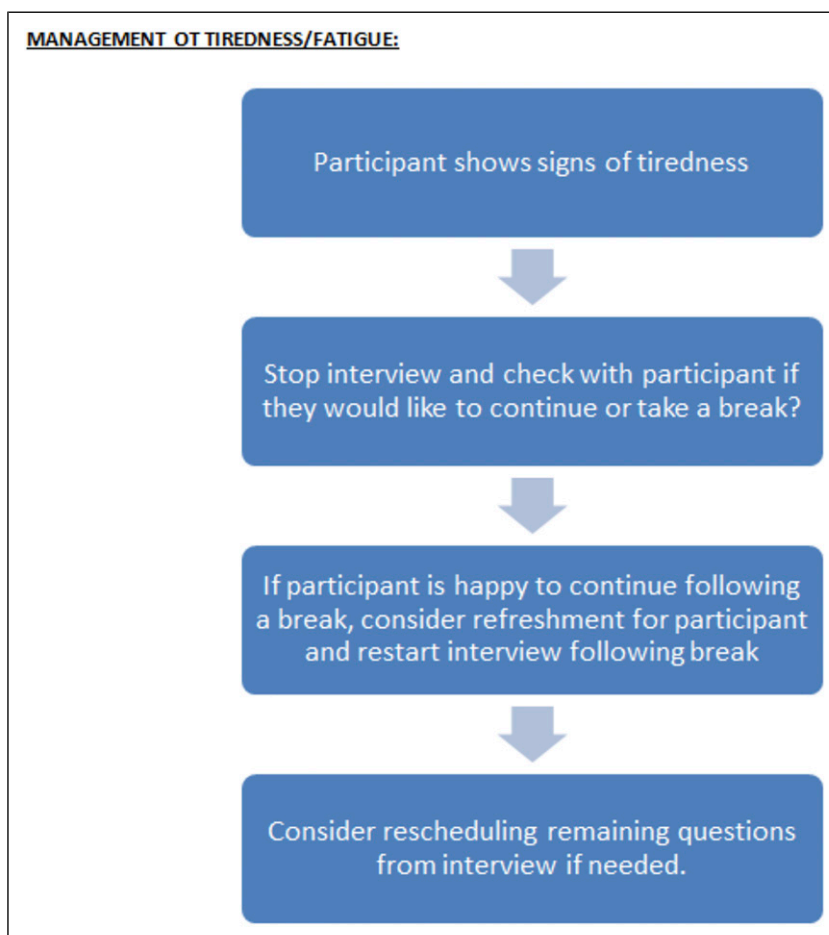 MANAGEMENT OT TIREDNESS/FATIGUE:
Participant shows signs of tiredness
Stop interview and check with participant if
they would like to continue or take a break?
If participant is happy to continue following
a break, consider refreshment for participant
and restart interview following break
Consider rescheduling remaining questions
from interview if needed.